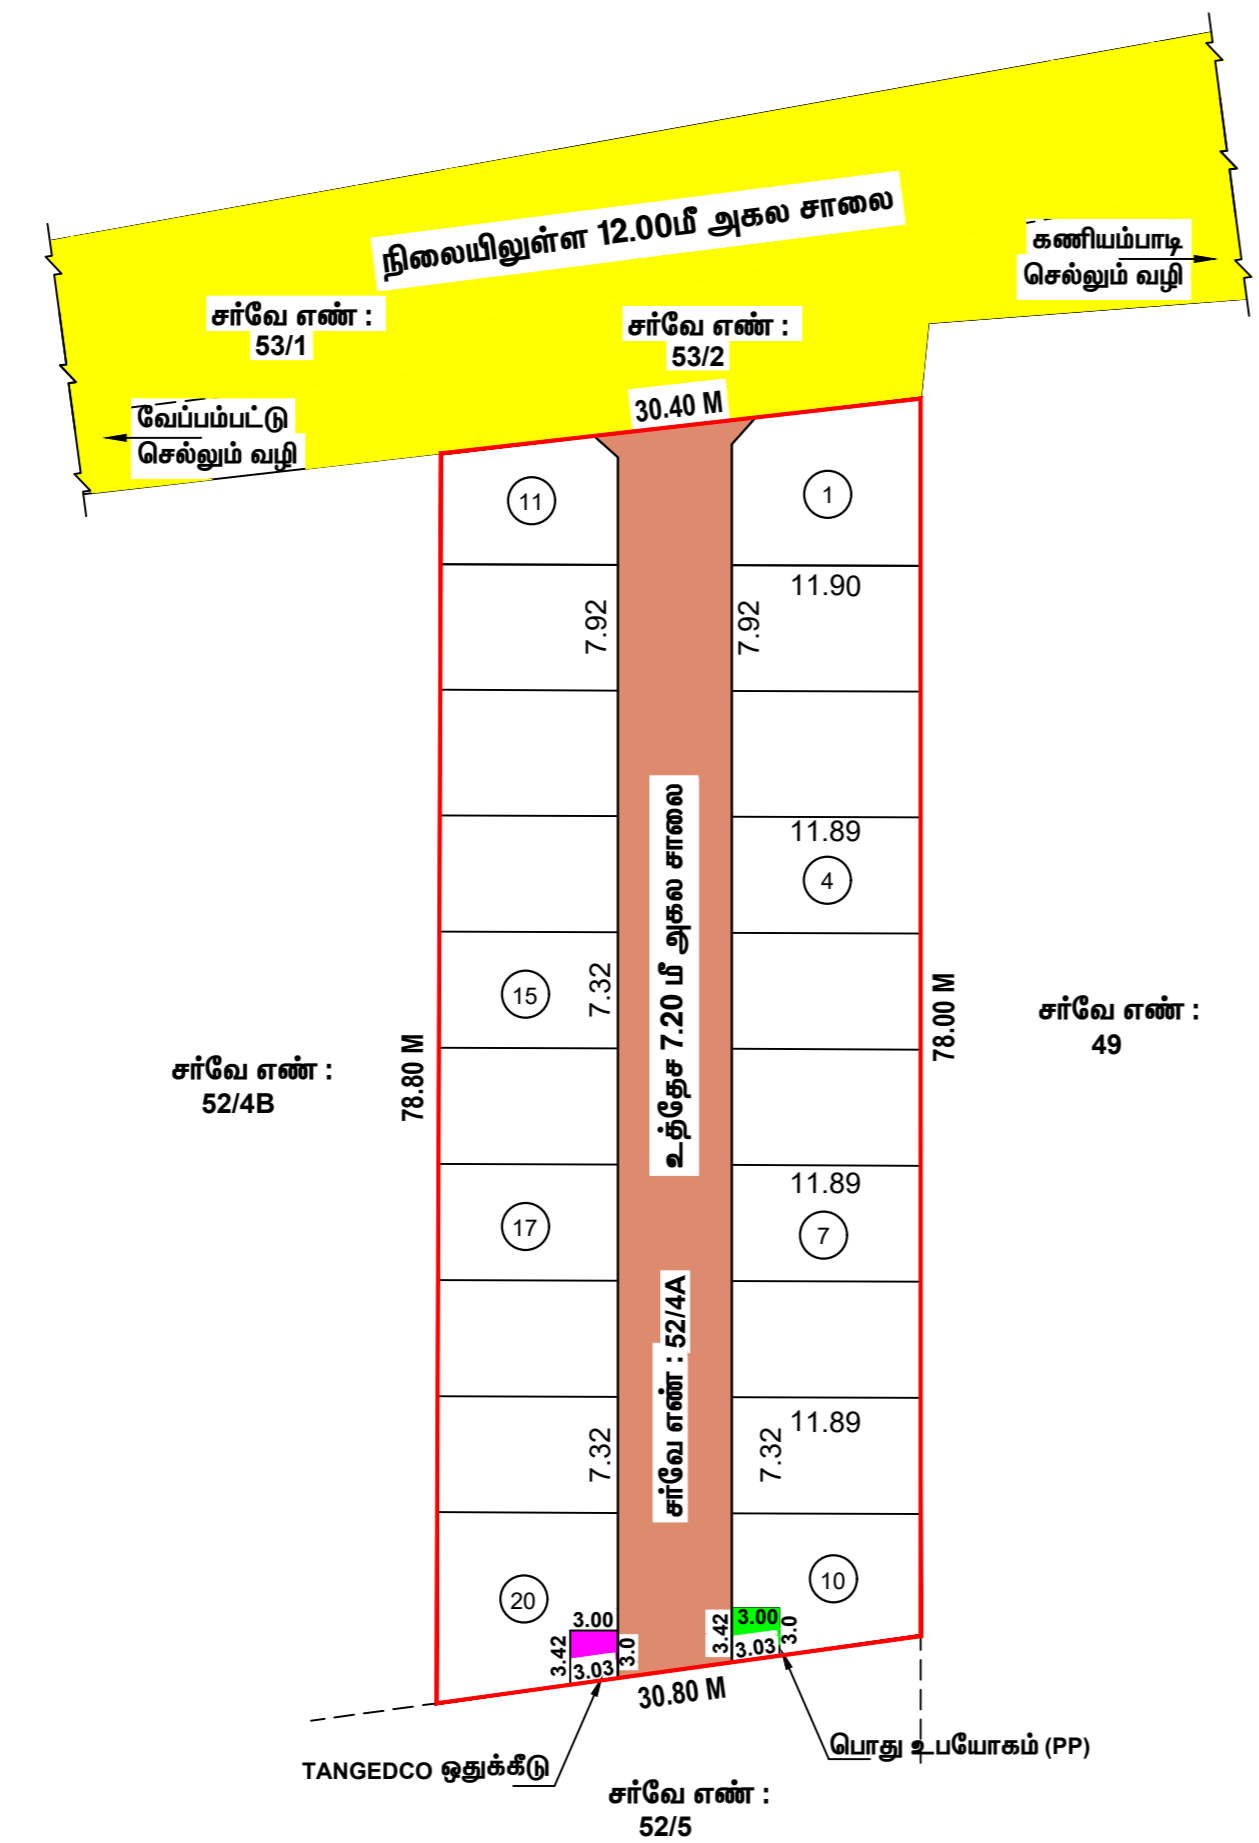 நிலையிலுள்ள 12.00மீ அகல சாலை
கணியம்பாடி
செல்லும் வழி
சர்வே எண் :
53/1
சர்வே எண் :
53/2
30.40 M
வேப்பம்பட்டு
செல்லும் வழி
11
1
11.90
7.92
7.92
11.89
4
உத்தேச 7.20 மீ அகல சாலை
15
7.32
78.00 M
சர்வே எண் :
49
சர்வே எண் :
52/4B
78.80 M
11.89
17
7
சர்வே எண் : 52/4A
11.89
7.32
7.32
20
10
3.00
3.42
3.0
3.03
3.42
3.00
3.0
3.03
30.80 M
TANGEDCO ஒதுக்கீடு
பொது உபயோகம் (PP)
சர்வே எண் :
52/5